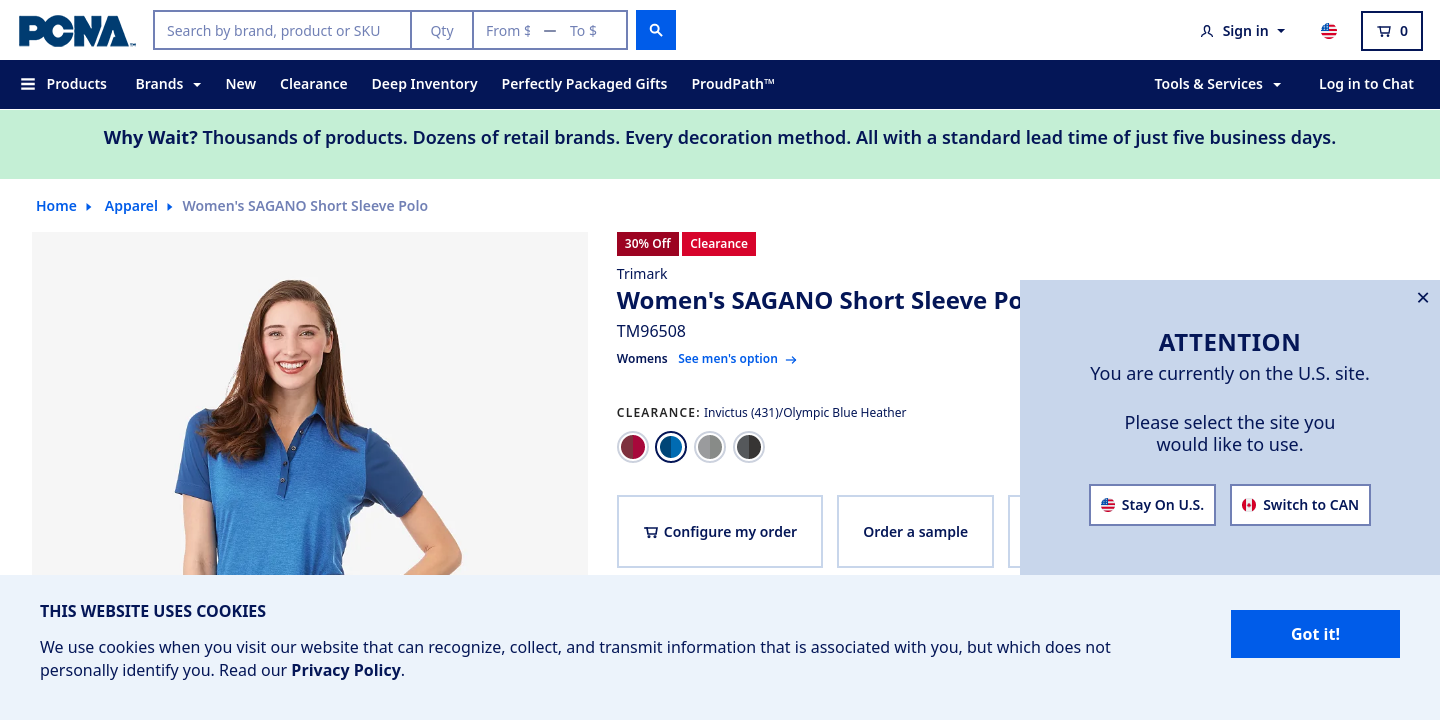 PCNA™
Search by brand, product or SKU
Qty
From $
—
To $
Sign in
0
Products
Brands
New
Clearance
Deep Inventory
Perfectly Packaged Gifts
ProudPath™
Tools & Services
Log in to Chat
Why Wait? Thousands of products. Dozens of retail brands. Every decoration method. All with a standard lead time of just five business days.
Home
Apparel
Women's SAGANO Short Sleeve Polo
30% Off
Clearance
Trimark
Women's SAGANO Short Sleeve Po
TM96508
Womens
See men's option
CLEARANCE: Invictus (431)/Olympic Blue Heather
Configure my order
Order a sample
ATTENTION
You are currently on the U.S. site.
Please select the site you
would like to use.
Stay On U.S.
Switch to CAN
THIS WEBSITE USES COOKIES
We use cookies when you visit our website that can recognize, collect, and transmit information that is associated with you, but which does not
personally identify you. Read our Privacy Policy.
Got it!